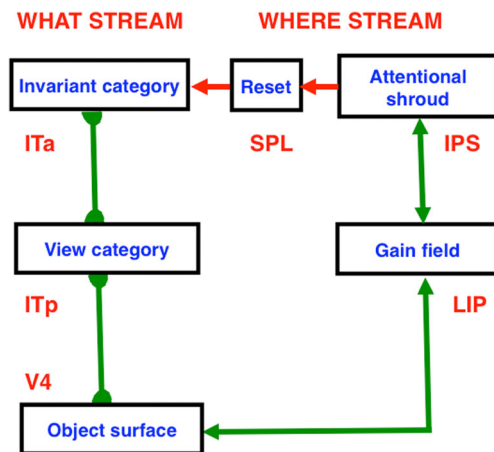 WHAT STREAM
WHERE STREAM
Invariant category
Reset
Attentional
shroud
ITa
SPL
IPS
View category
Gain field
ITp
LIP
V4
Object surface